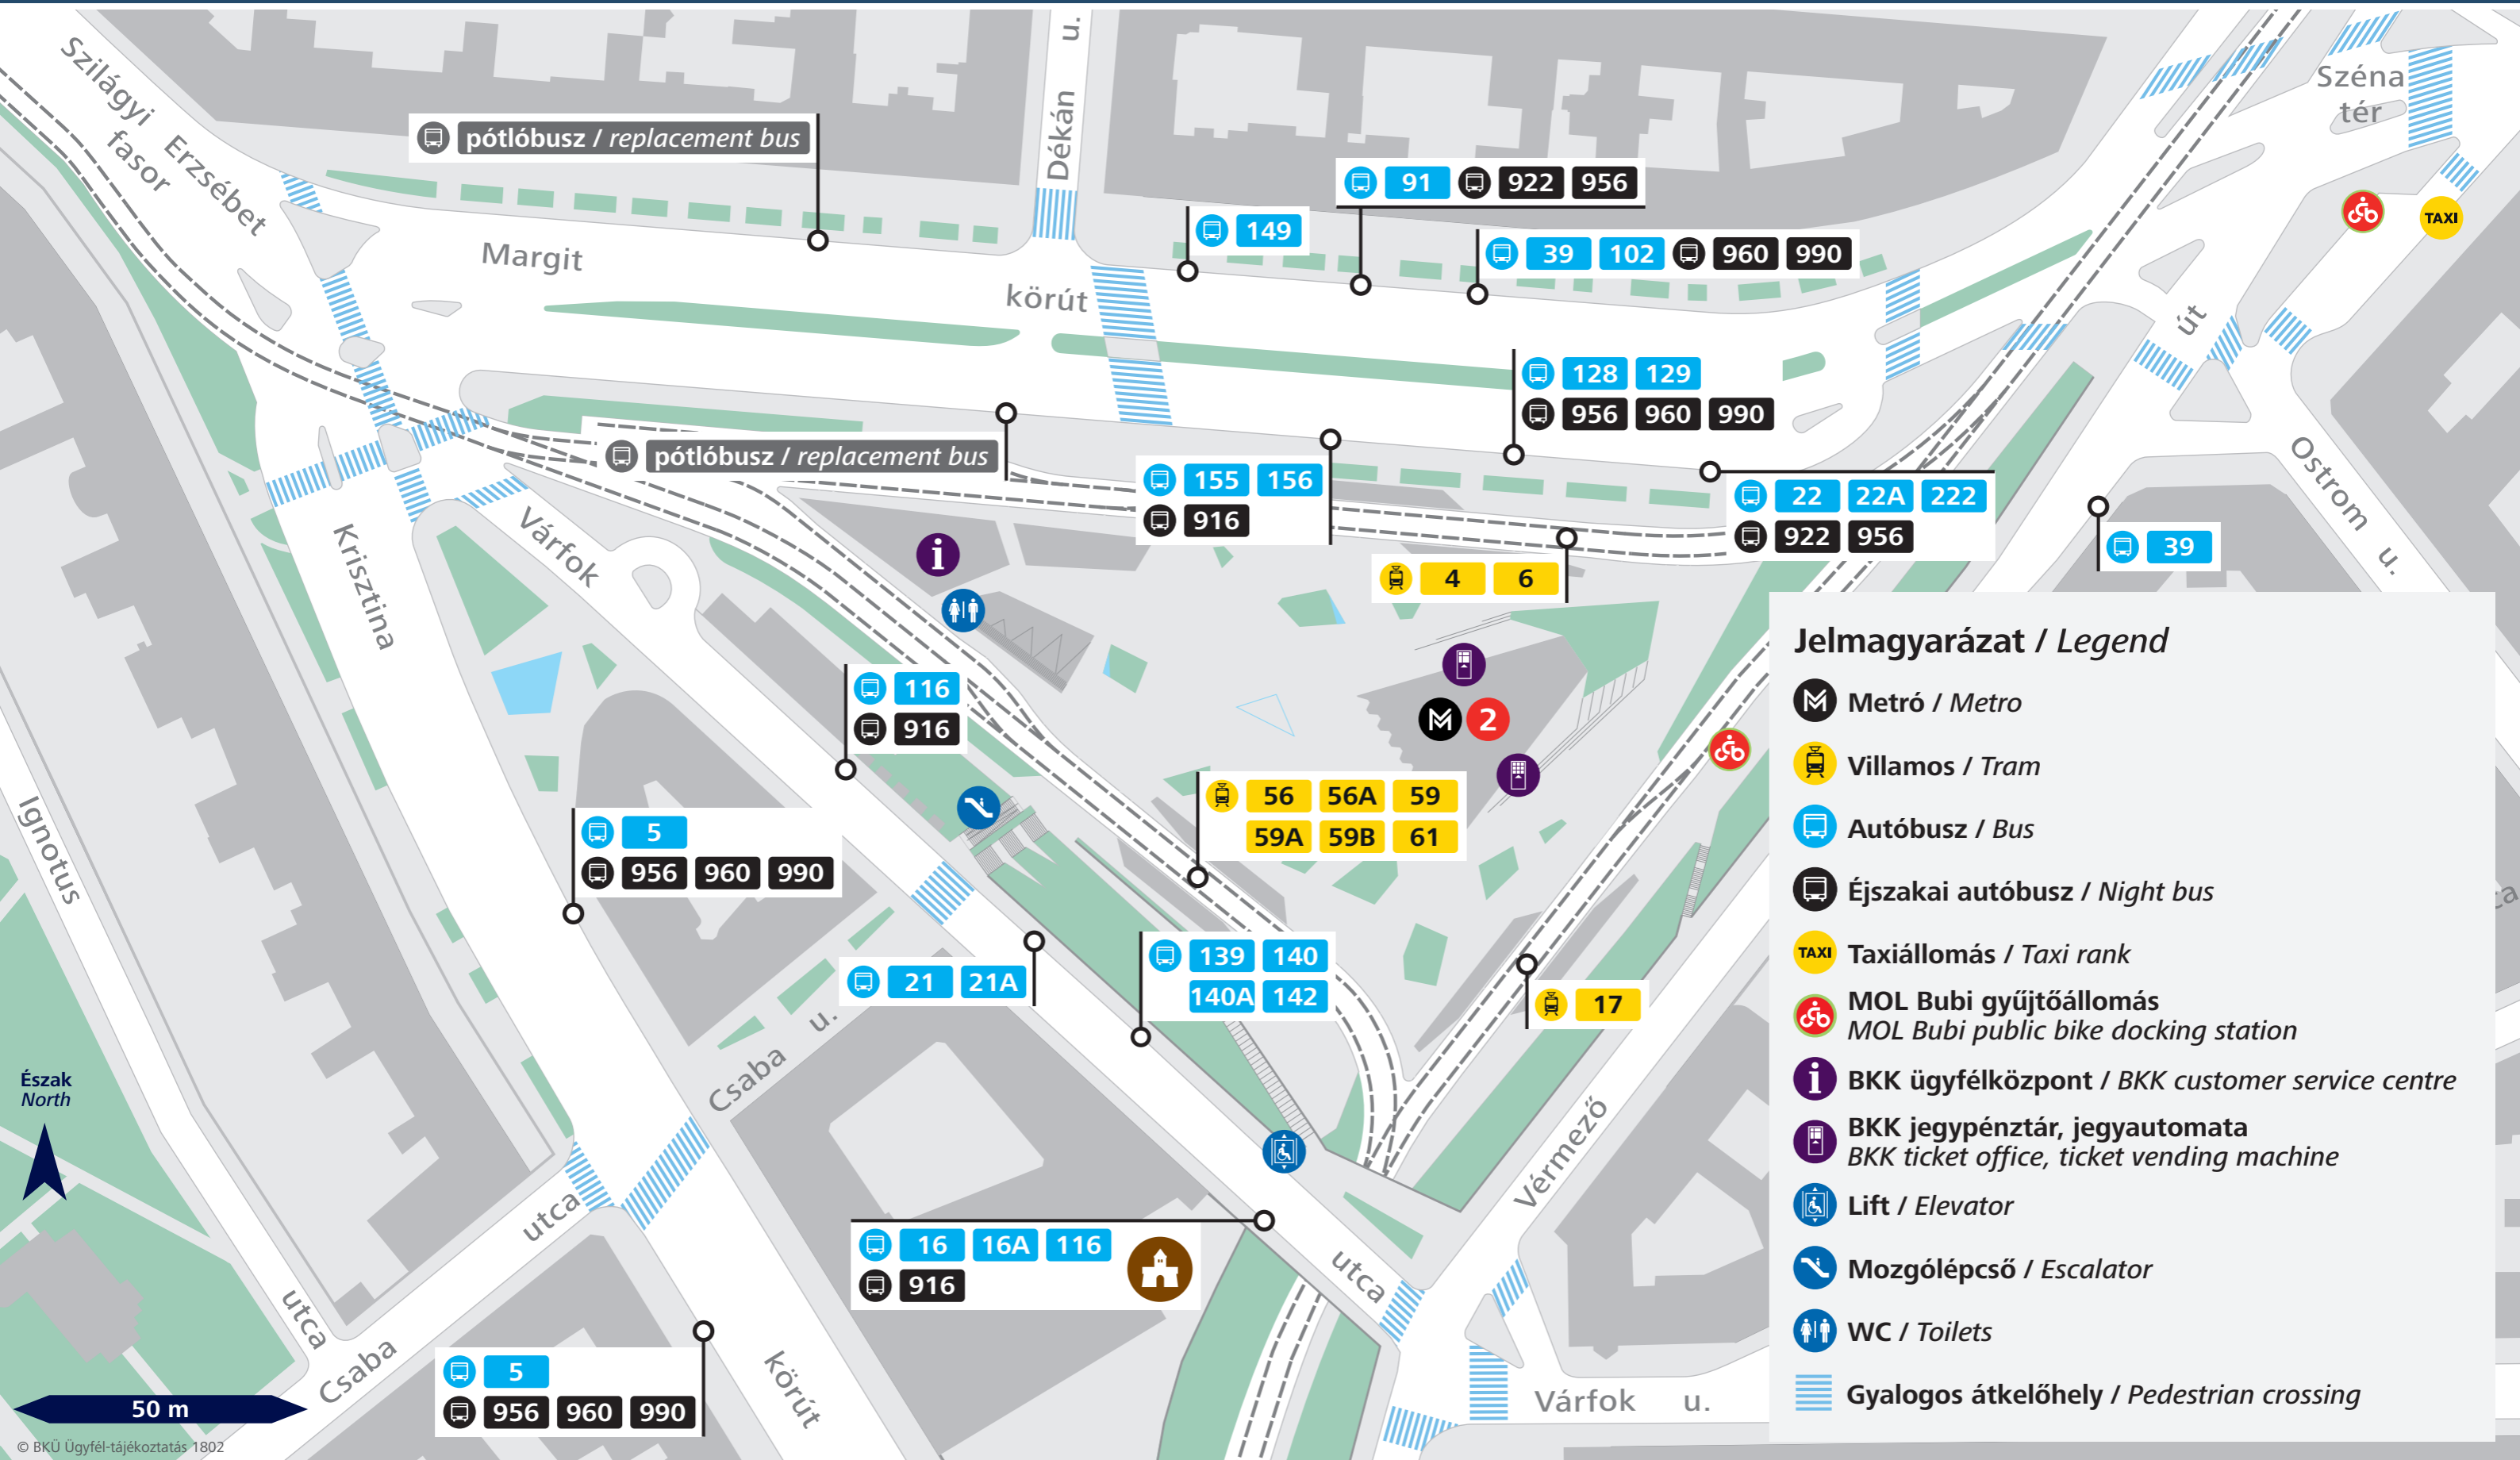 Szilágyi Erzsébet
fasor
pótlóbusz / replacement bus
Dékán u.
Széna
tér
TAXI
91 922 956
149
39 102 960 990
Margit
körút
út
128 129
956 960 990
pótlóbusz / replacement bus
155 156
916
22 22A 222
922 956
39
Ostrom u.
4 6
Krisztina
Várfok
i
116
916
M 2
56 56A 59
59A 59B 61
5
956 960 990
Ignotus
21 21A
139 140
140A 142
17
Csaba u.
Vérmező
Észak
North
utca
16 16A 116
916
utca
utca
Csaba
5
956 960 990
körút
Várfok u.
50 m
© BKÜ Ügyfél-tájékoztatás 1802
Jelmagyarázat / Legend
M Metró / Metro
Villamos / Tram
Autóbusz / Bus
Éjszakai autóbusz / Night bus
TAXI Taxiállomás / Taxi rank
MOL Bubi gyűjtőállomás
MOL Bubi public bike docking station
i BKK ügyfélközpont / BKK customer service centre
BKK jegypénztár, jegyautomata
BKK ticket office, ticket vending machine
Lift / Elevator
Mozgólépcső / Escalator
WC / Toilets
Gyalogos átkelőhely / Pedestrian crossing